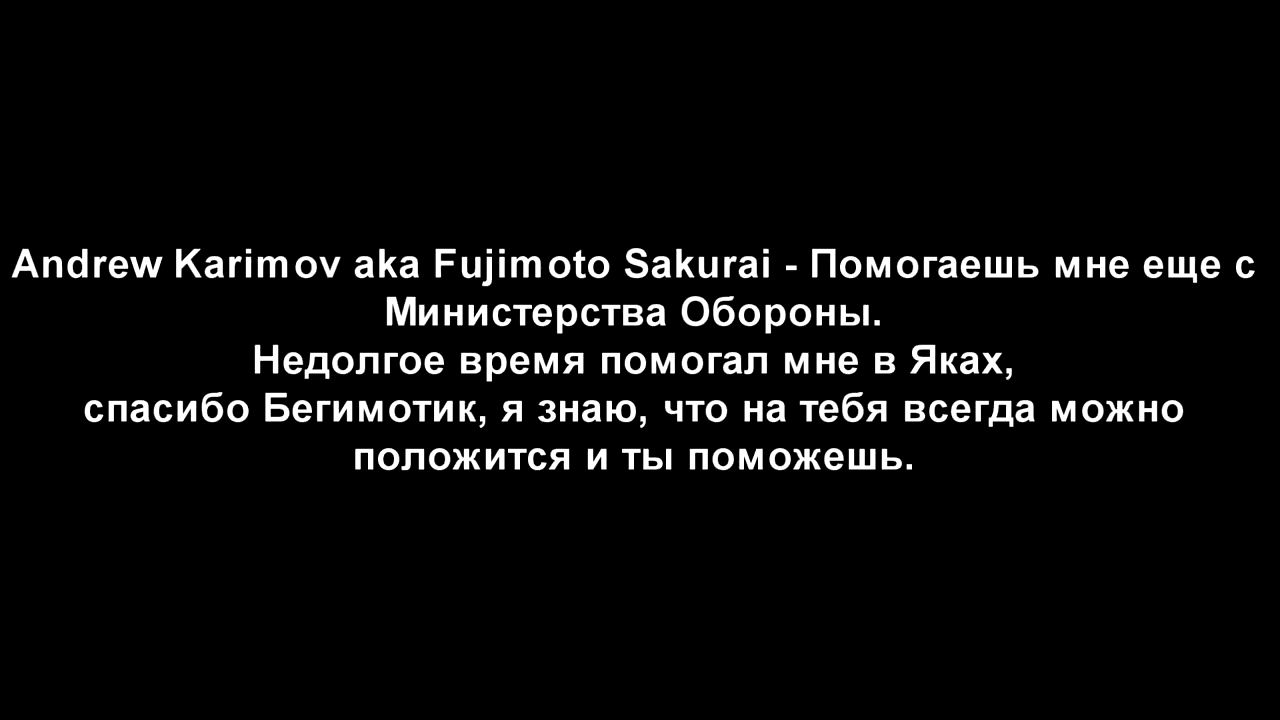 Andrew Karimov aka Fujimoto Sakurai - Помогаешь мне еще с
Министерства Обороны.
Недолгое время помогал мне в Яках,
спасибо Бегимотик, я знаю, что на тебя всегда можно
положится и ты поможешь.